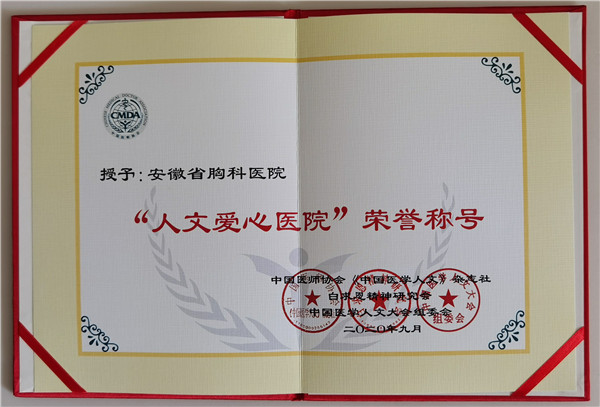 CMDA
授予：安徽省胸科医院
“人文爱心医院”荣誉称号
中国医师协会《中国医学人文》杂志社
白求恩精神研究会
中国医学人文大会组委会
二〇二〇年九月
组委会